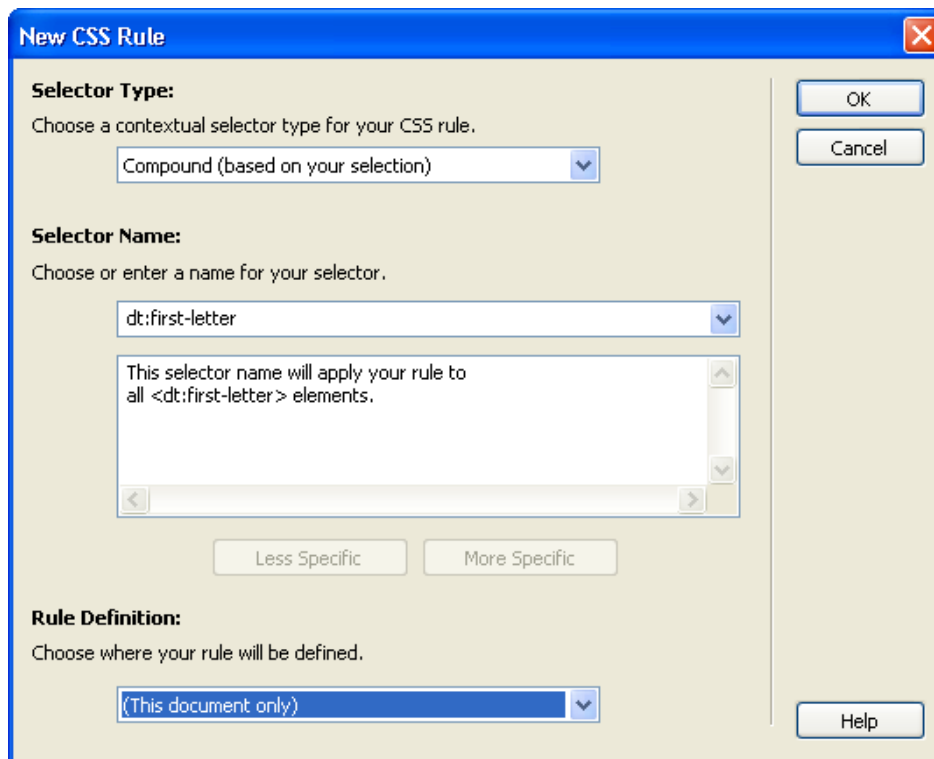 New CSS Rule
Selector Type:
Choose a contextual selector type for your CSS rule.
Compound (based on your selection)
OK
Cancel
Selector Name:
Choose or enter a name for your selector.
dt:first-letter
This selector name will apply your rule to
all <dt:first-letter> elements.
Less Specific
More Specific
Rule Definition:
Choose where your rule will be defined.
(This document only)
Help